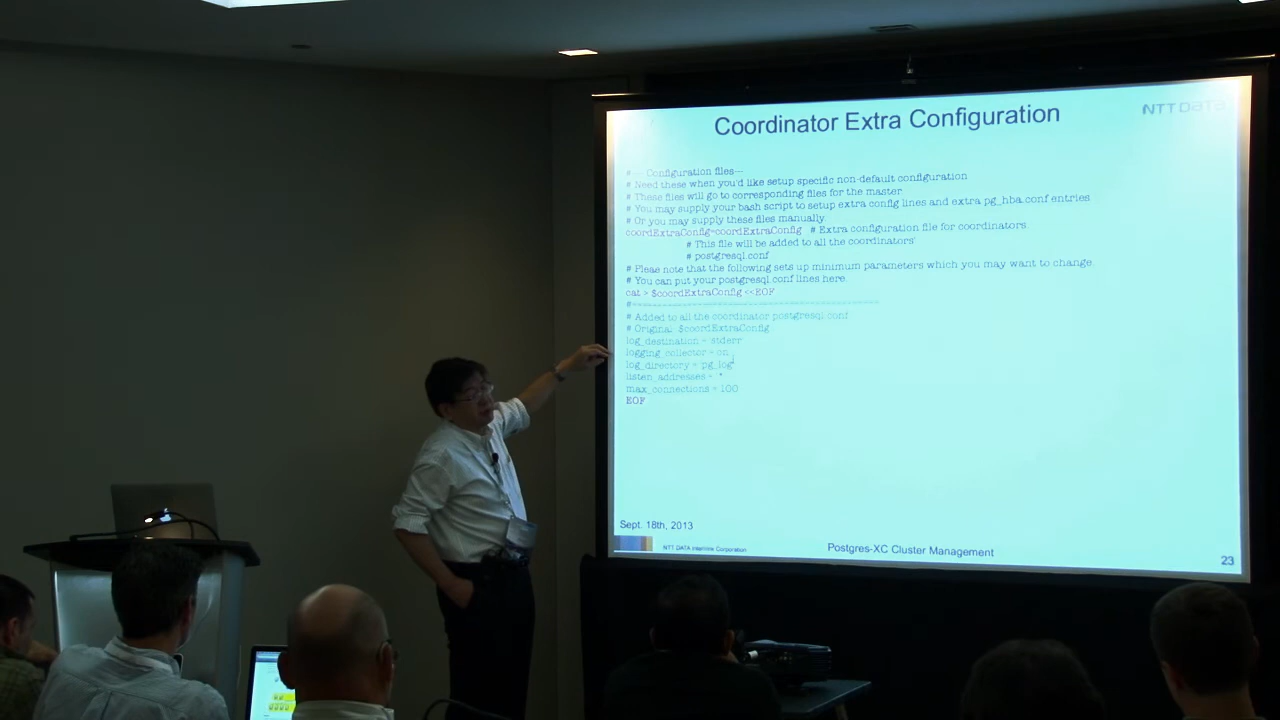 Coordinator Extra Configuration
NTT DATA
#--- Configuration files---
# Need these when you'd like setup specific non-default configuration
# These files will go to corresponding files for the master.
# You may supply your bash script to setup extra config lines and extra pg_hba.conf entries
# Or you may supply these files manually.
coordExtraConfig=coordExtraConfig # Extra configuration file for coordinators.
# This file will be added to all the coordinators'
# postgresql.conf
# Pleae note that the following sets up minimum parameters which you may want to change.
# You can put your postgresql.conf lines here.
cat > $coordExtraConfig <<EOF
#================================================
# Added to all the coordinator postgresql.conf
# Original: $coordExtraConfig
log_destination = 'stderr'
logging_collector = on
log_directory = 'pg_log'
listen_addresses = '*'
max_connections = 100
EOF
Sept. 18th, 2013
NTT DATA Intellilink Corporation
Postgres-XC Cluster Management
23